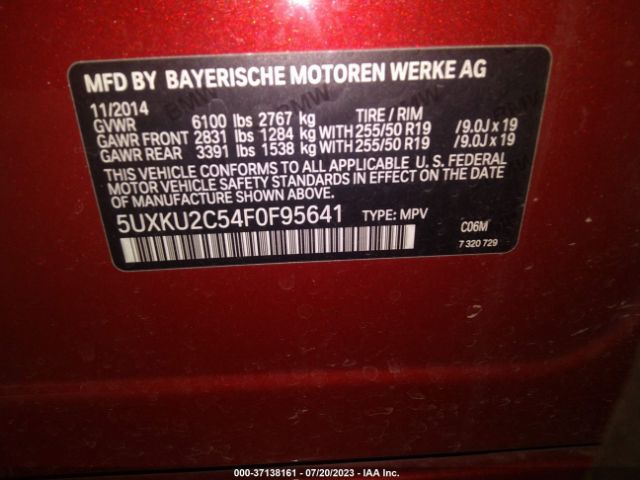 MFD BY BAYERISCHE MOTOREN WERKE AG
11/2014
GVWR 6100 lbs 2767 kg TIRE / RIM
GAWR FRONT 2831 lbs 1284 kg WITH 255/50 R19 /9.0J x 19
GAWR REAR 3391 lbs 1538 kg WITH 255/50 R19 /9.0J x 19
THIS VEHICLE CONFORMS TO ALL APPLICABLE U. S. FEDERAL
MOTOR VEHICLE SAFETY STANDARDS IN EFFECT ON THE DATE
OF MANUFACTURE SHOWN ABOVE.
5UXKU2C54F0F95641 TYPE: MPV C06M
7 320 729
000-37138161 - 07/20/2023 - IAA Inc.